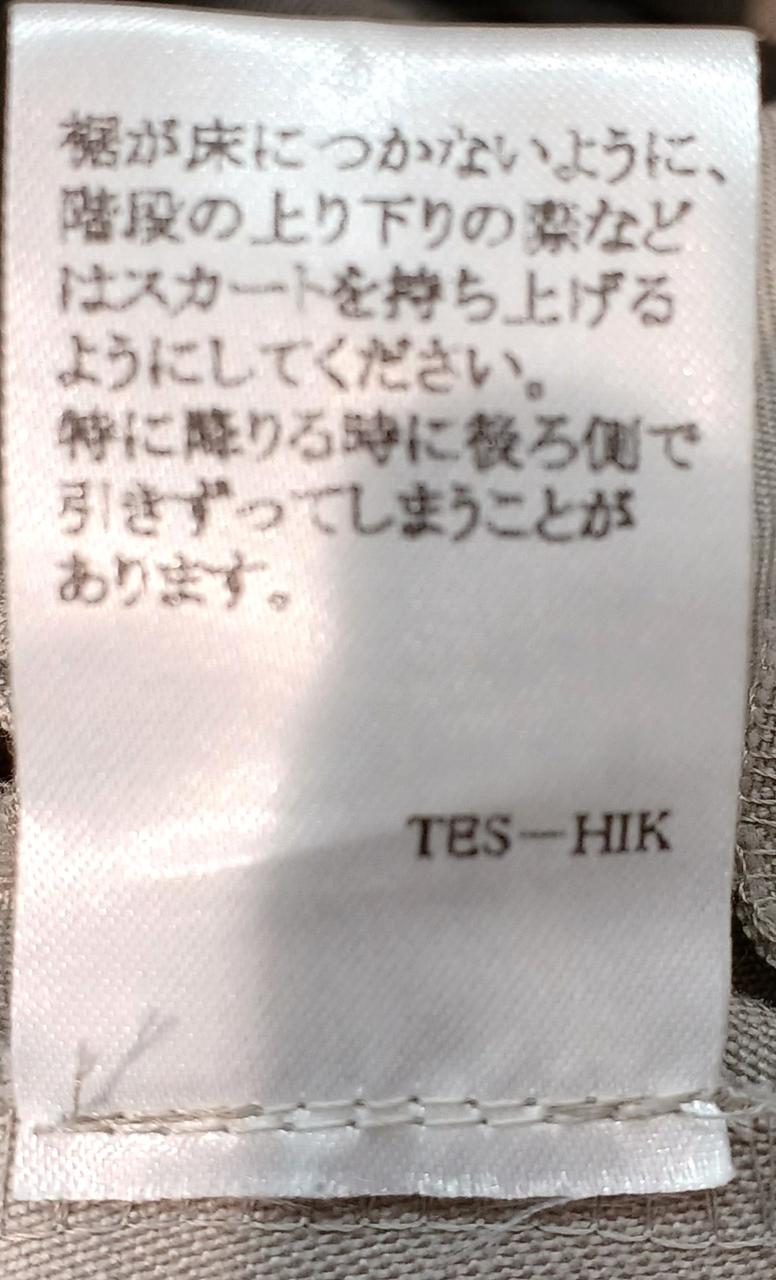 裾が床につかないように、
階段の上り下りの際など
はスカートを持ち上げる
ようにしてください。
特に降りる時に後ろ側で
引きずってしまうことが
あります。
TES－HIK